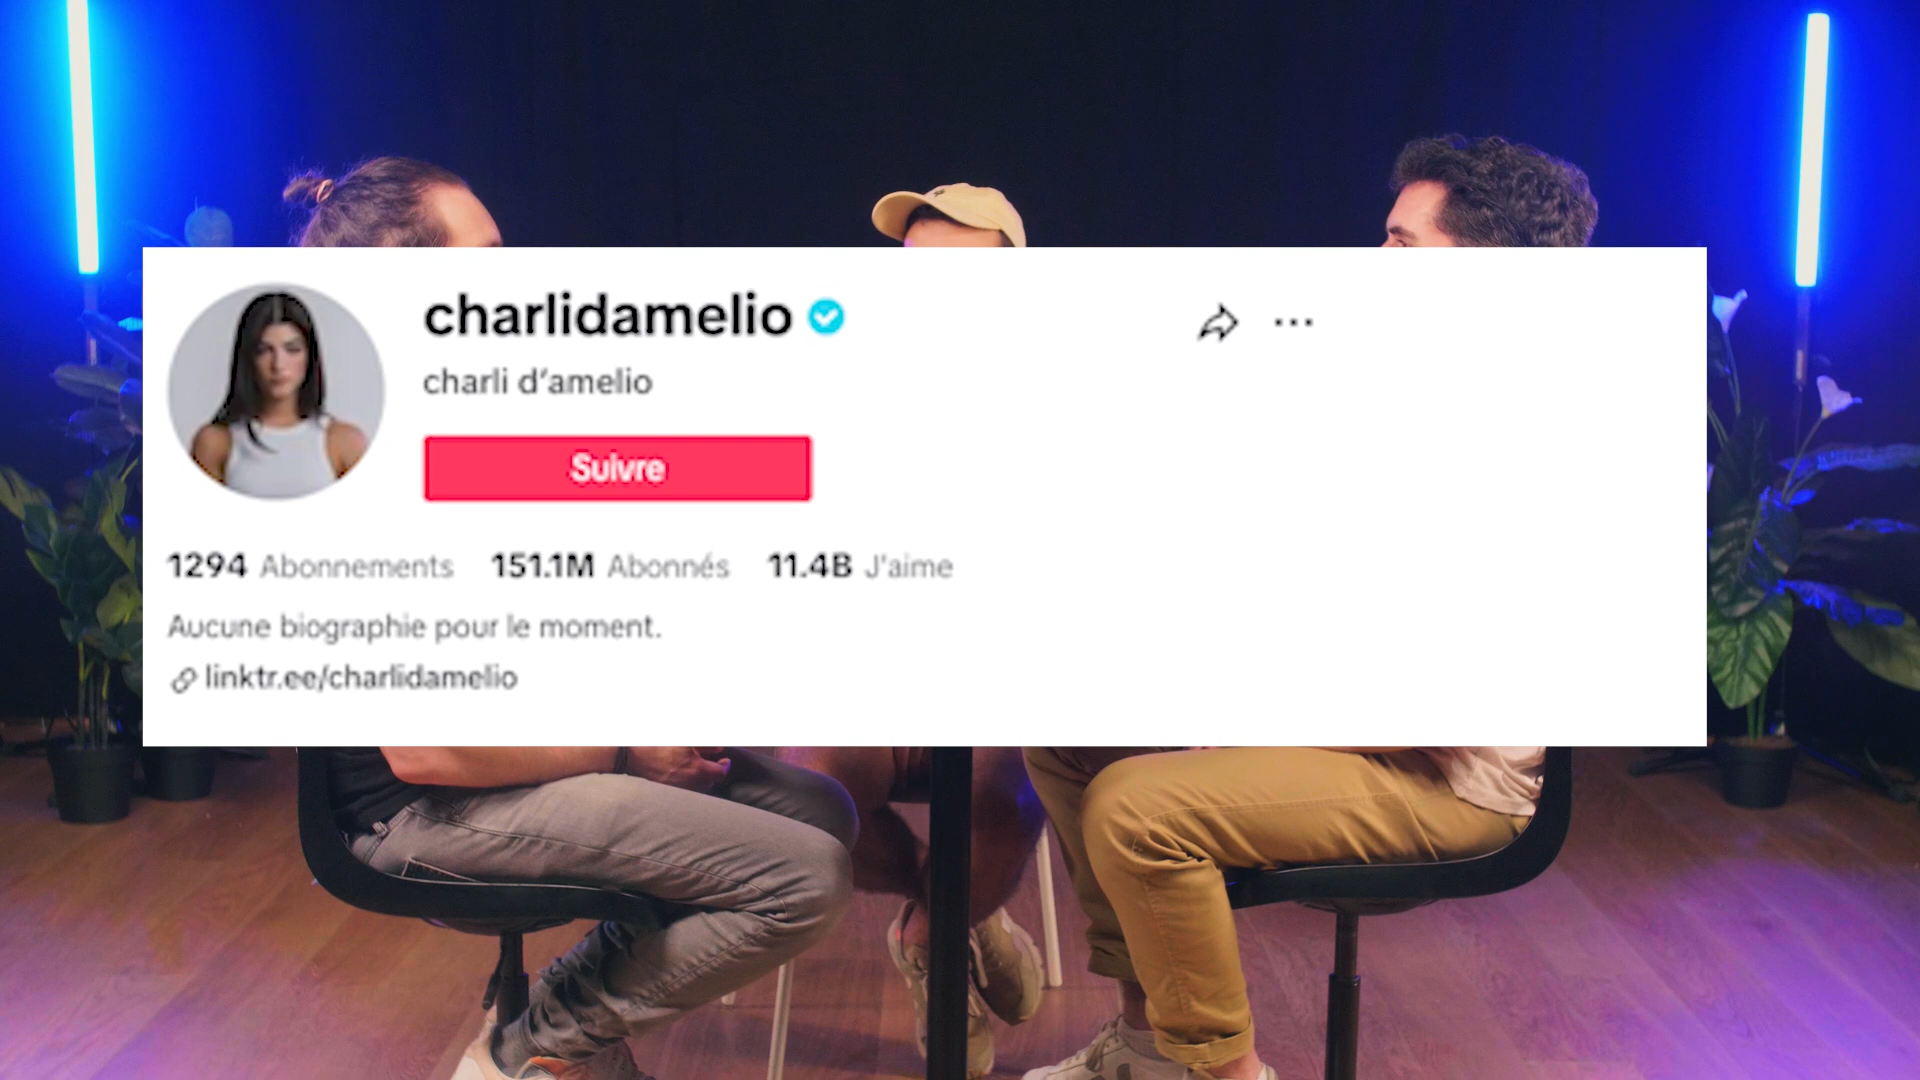 charlidamelio
charli d’amelio
Suivre
1294 Abonnements 151.1M Abonnés 11.4B J'aime
Aucune biographie pour le moment.
linktr.ee/charlidamelio